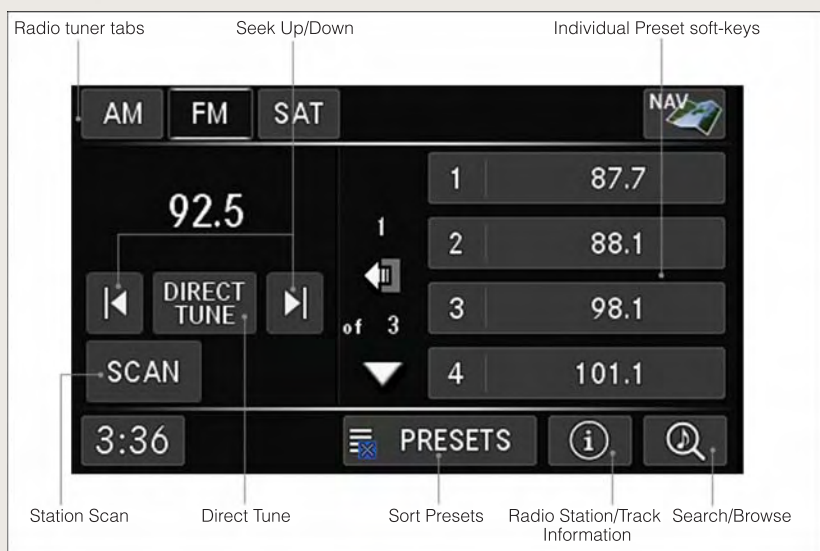 Radio tuner tabs
Seek Up/Down
Individual Preset soft-keys
AM
FM
SAT
NAV
92.5
DIRECT
TUNE
SCAN
1
of 3
1 87.7
2 88.1
3 98.1
4 101.1
3:36
PRESETS
i
Station Scan
Direct Tune
Sort Presets
Radio Station/Track
Information
Search/Browse